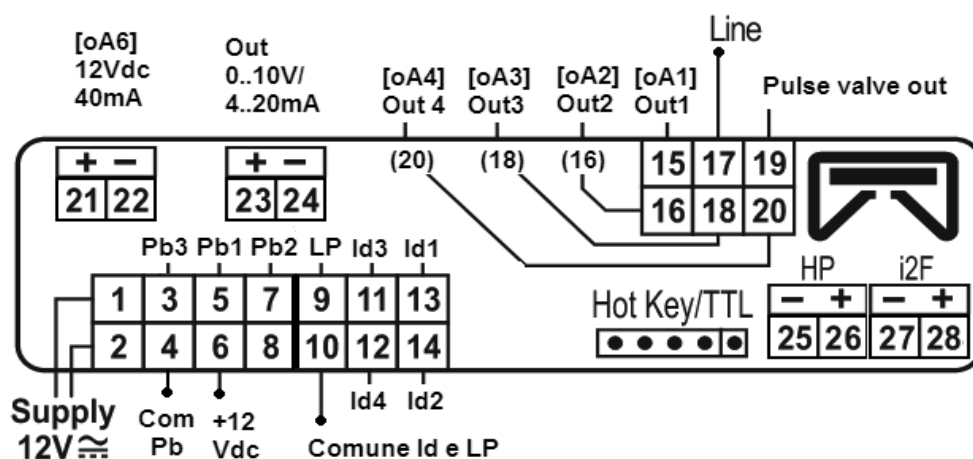 Line
[oA6]
12Vdc
40mA
Out
0..10V/
4..20mA
[oA4]
Out 4
[oA3]
Out3
[oA2]
Out2
[oA1]
Out1
Pulse valve out
(20)
(18)
(16)
15 17 19
16 18 20
+ −
21 22
+ −
23 24
Pb3 Pb1 Pb2 LP Id3 Id1
1 3 5 7 9 11 13
2 4 6 8 10 12 14
Hot Key/TTL
HP
− +
25 26
i2F
− +
27 28
Id4 Id2
Supply
12V ⎓
Com
Pb
+12
Vdc
Comune Id e LP